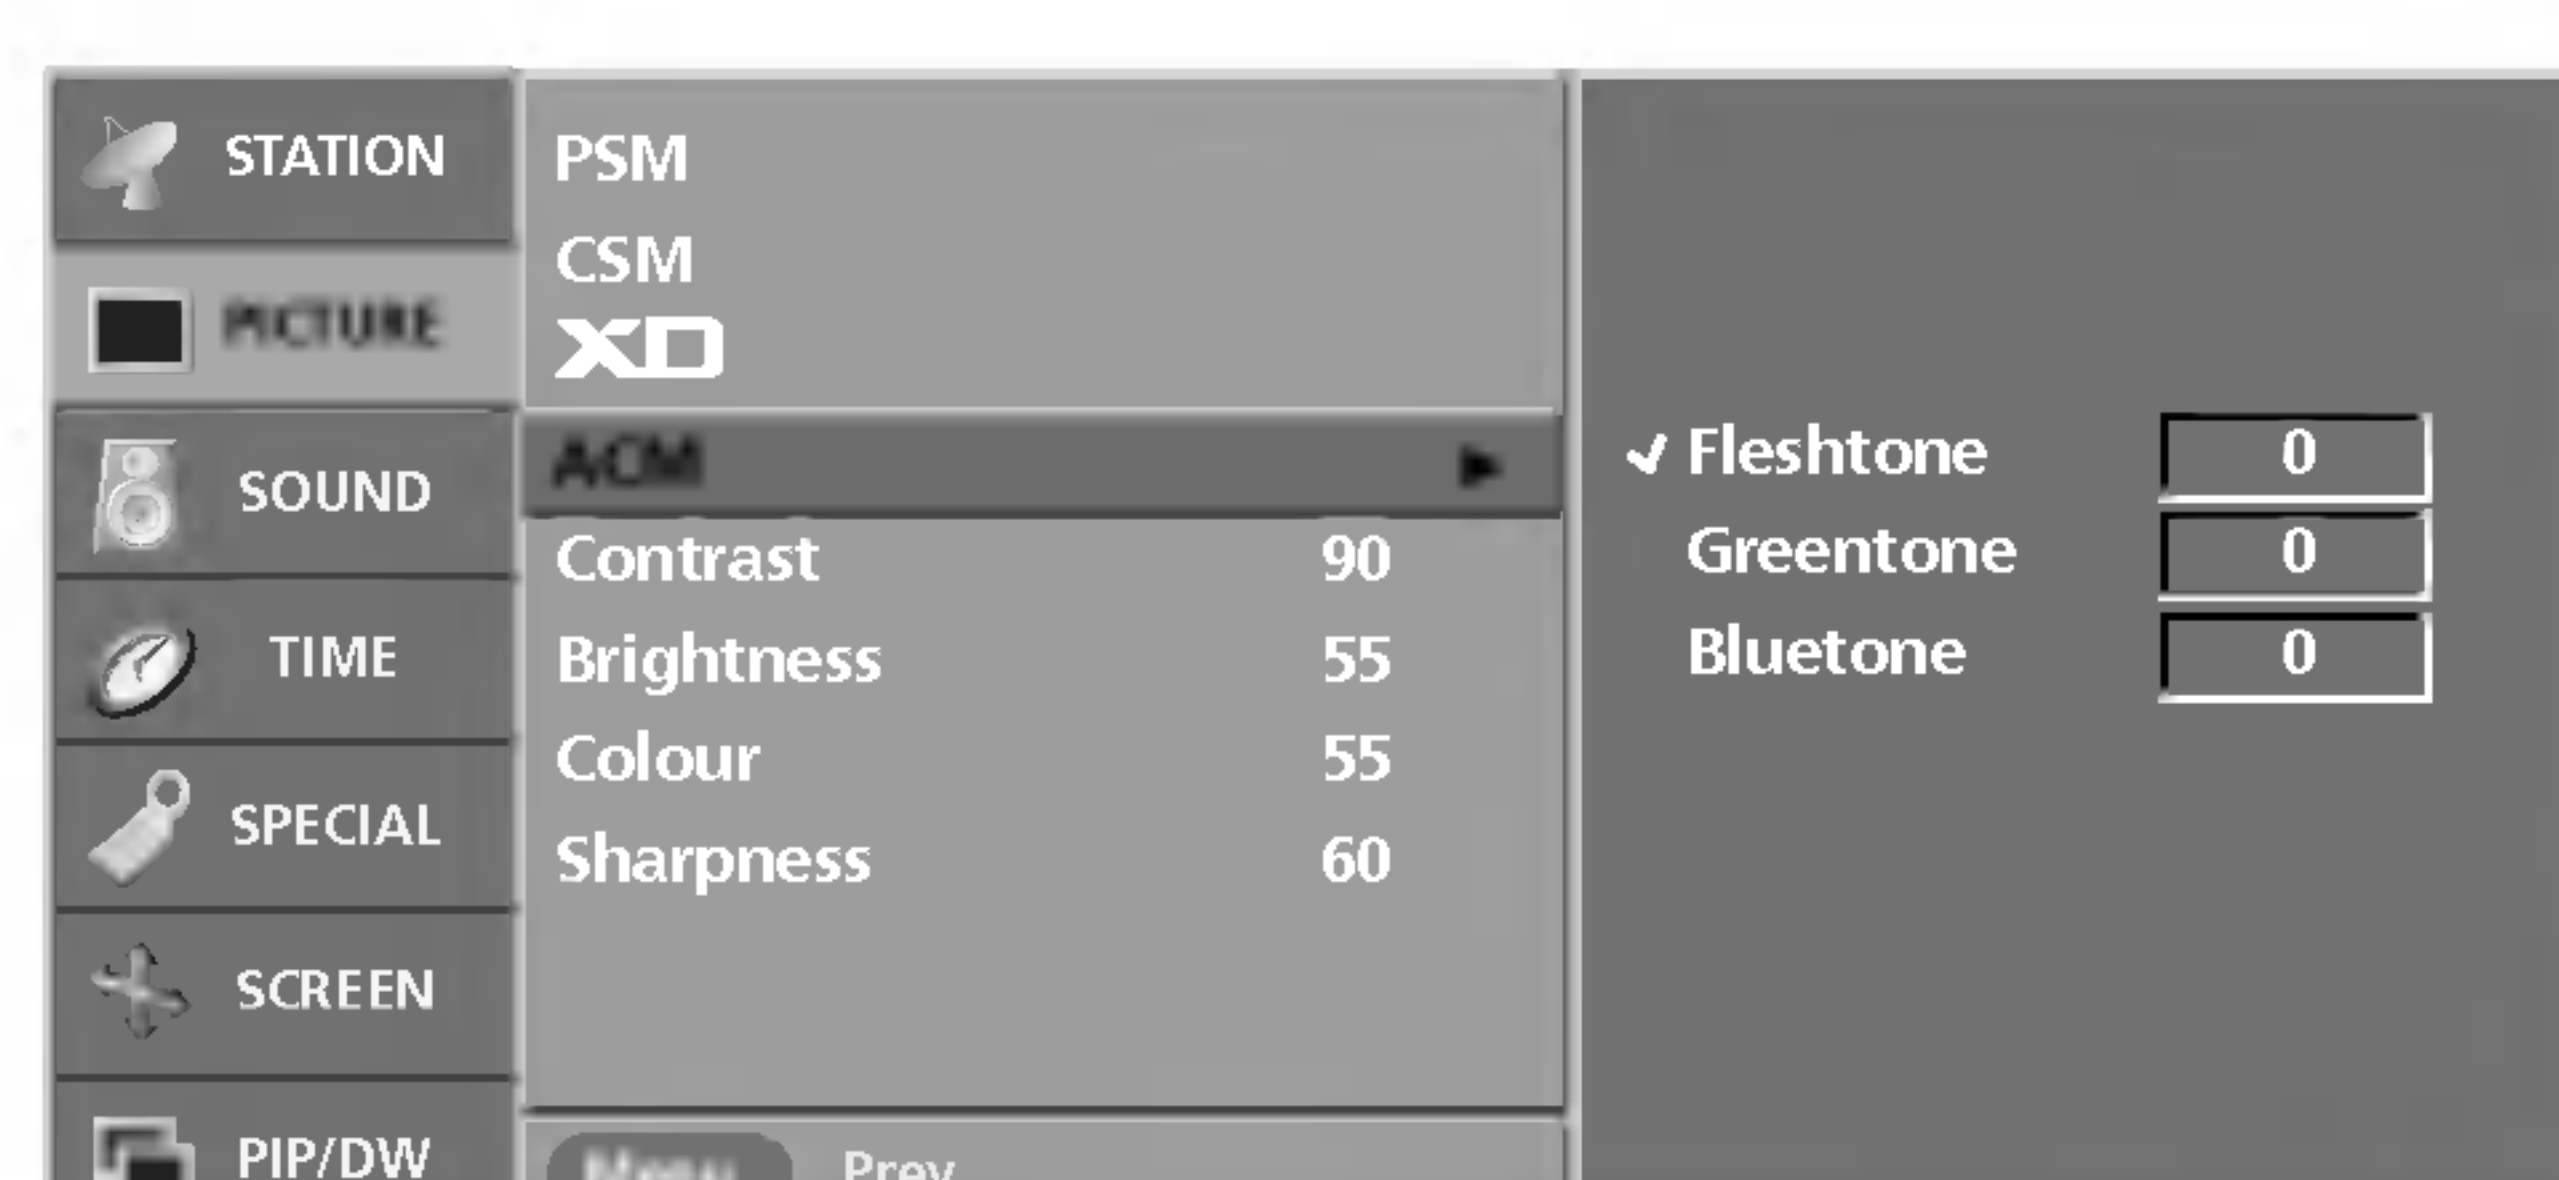 STATION
PICTURE
SOUND
TIME
SPECIAL
SCREEN
PIP/DW
PSM
CSM
XD
ACM
Contrast 90
Brightness 55
Colour 55
Sharpness 60
Menu Prev
✓ Fleshtone 0
Greentone 0
Bluetone 0